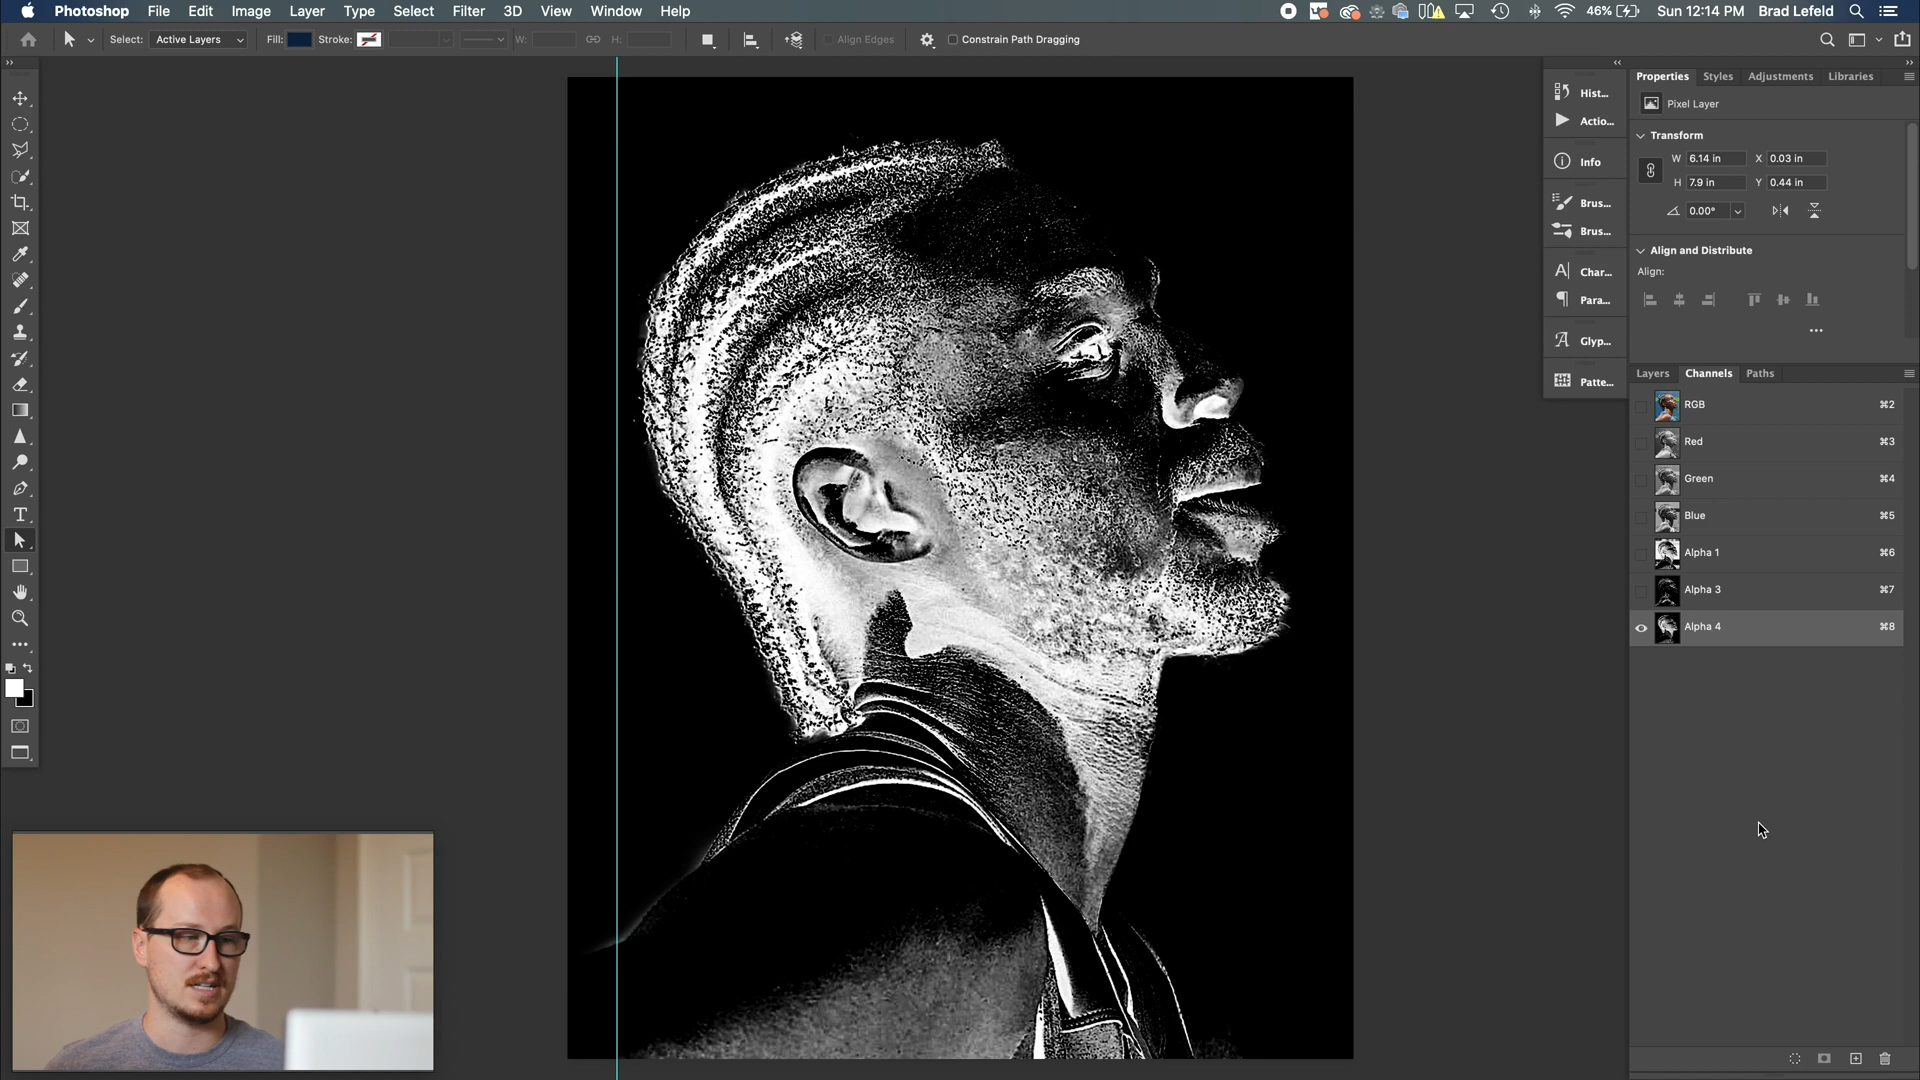 Photoshop File Edit Image Layer Type Select Filter 3D View Window Help 46% Sun 12:14 PM Brad Lefeld
Select: Active Layers Fill: Stroke: W: H: Align Edges Constrain Path Dragging
Properties Styles Adjustments Libraries
Pixel Layer
Transform
W 6.14 in X 0.03 in
H 7.9 in Y 0.44 in
0.00°
Align and Distribute
Align:
Hist...
Actio...
Info
Brus...
Brus...
Char...
Para...
Glyp...
Patte...
Layers Channels Paths
RGB ⌘2
Red ⌘3
Green ⌘4
Blue ⌘5
Alpha 1 ⌘6
Alpha 3 ⌘7
Alpha 4 ⌘8